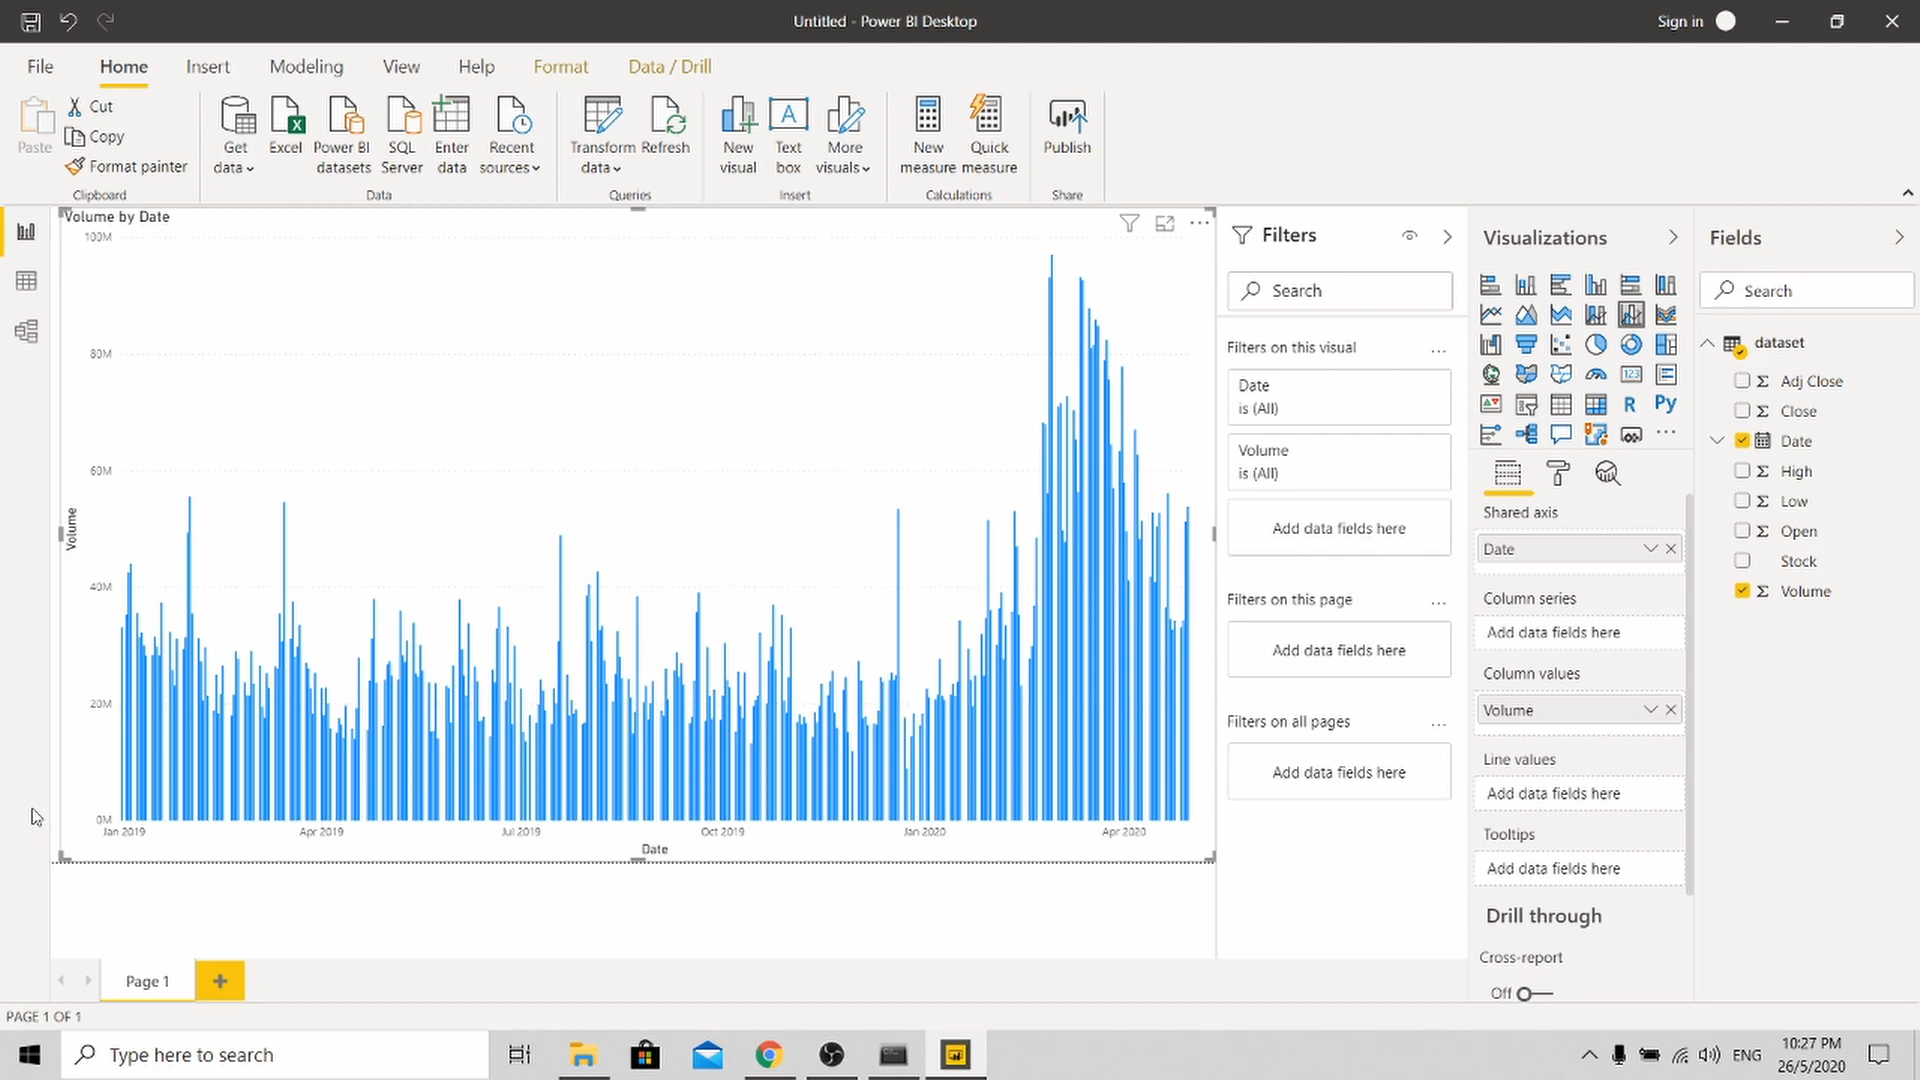 Untitled - Power BI Desktop
Sign in
File
Home
Insert
Modeling
View
Help
Format
Data / Drill
Paste
Cut
Copy
Format painter
Clipboard
Get data
Excel
Power BI datasets
SQL Server
Enter data
Recent sources
Data
Transform data
Refresh
Queries
New visual
Text box
More visuals
Insert
New measure
Quick measure
Calculations
Publish
Share
Volume by Date
100M
80M
60M
40M
20M
0M
Volume
Jan 2019
Apr 2019
Jul 2019
Oct 2019
Jan 2020
Apr 2020
Date
Filters
Search
Filters on this visual
Date
is (All)
Volume
is (All)
Add data fields here
Filters on this page
Add data fields here
Filters on all pages
Add data fields here
Visualizations
123
R
Py
Shared axis
Date
Column series
Add data fields here
Column values
Volume
Line values
Add data fields here
Tooltips
Add data fields here
Drill through
Cross-report
Off
Fields
Search
dataset
Adj Close
Close
Date
High
Low
Open
Stock
Volume
Page 1
PAGE 1 OF 1
Type here to search
ENG
10:27 PM
26/5/2020